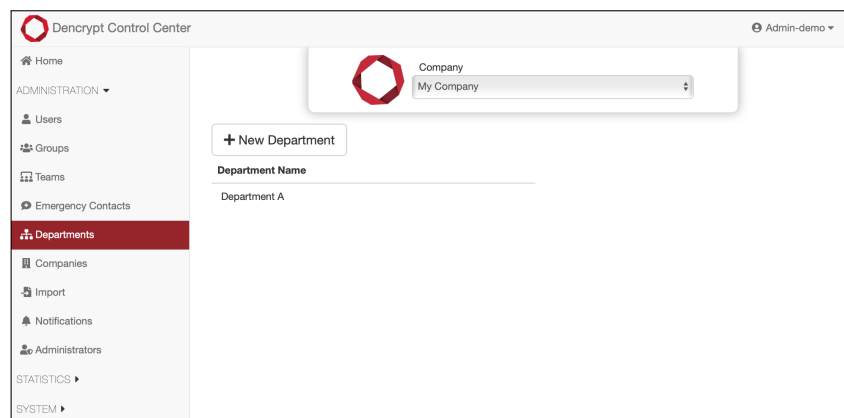 Dencrypt Control Center
Admin-demo
Home
ADMINISTRATION
Users
Groups
Teams
Emergency Contacts
Departments
Companies
Import
Notifications
Administrators
STATISTICS
SYSTEM
Company
My Company
New Department
Department Name
Department A